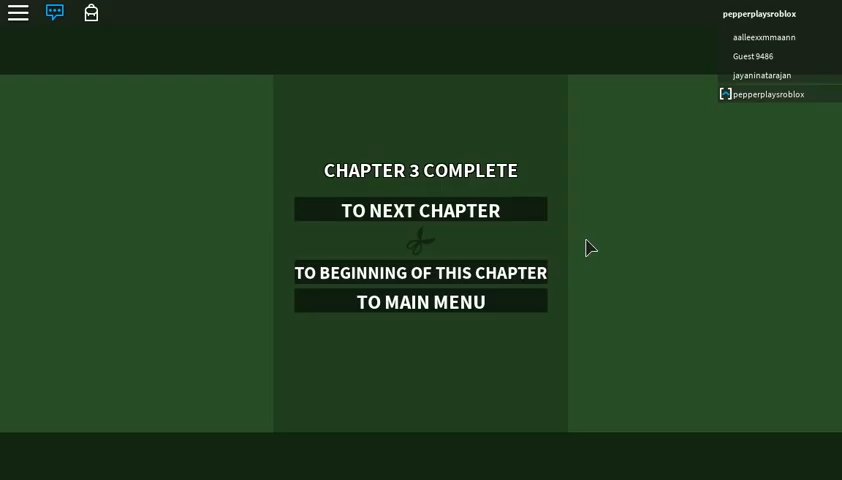 pepperplaysroblox
aalleexxmmaann
Guest 9486
jayaninatarajan
pepperplaysroblox
CHAPTER 3 COMPLETE
TO NEXT CHAPTER
TO BEGINNING OF THIS CHAPTER
TO MAIN MENU